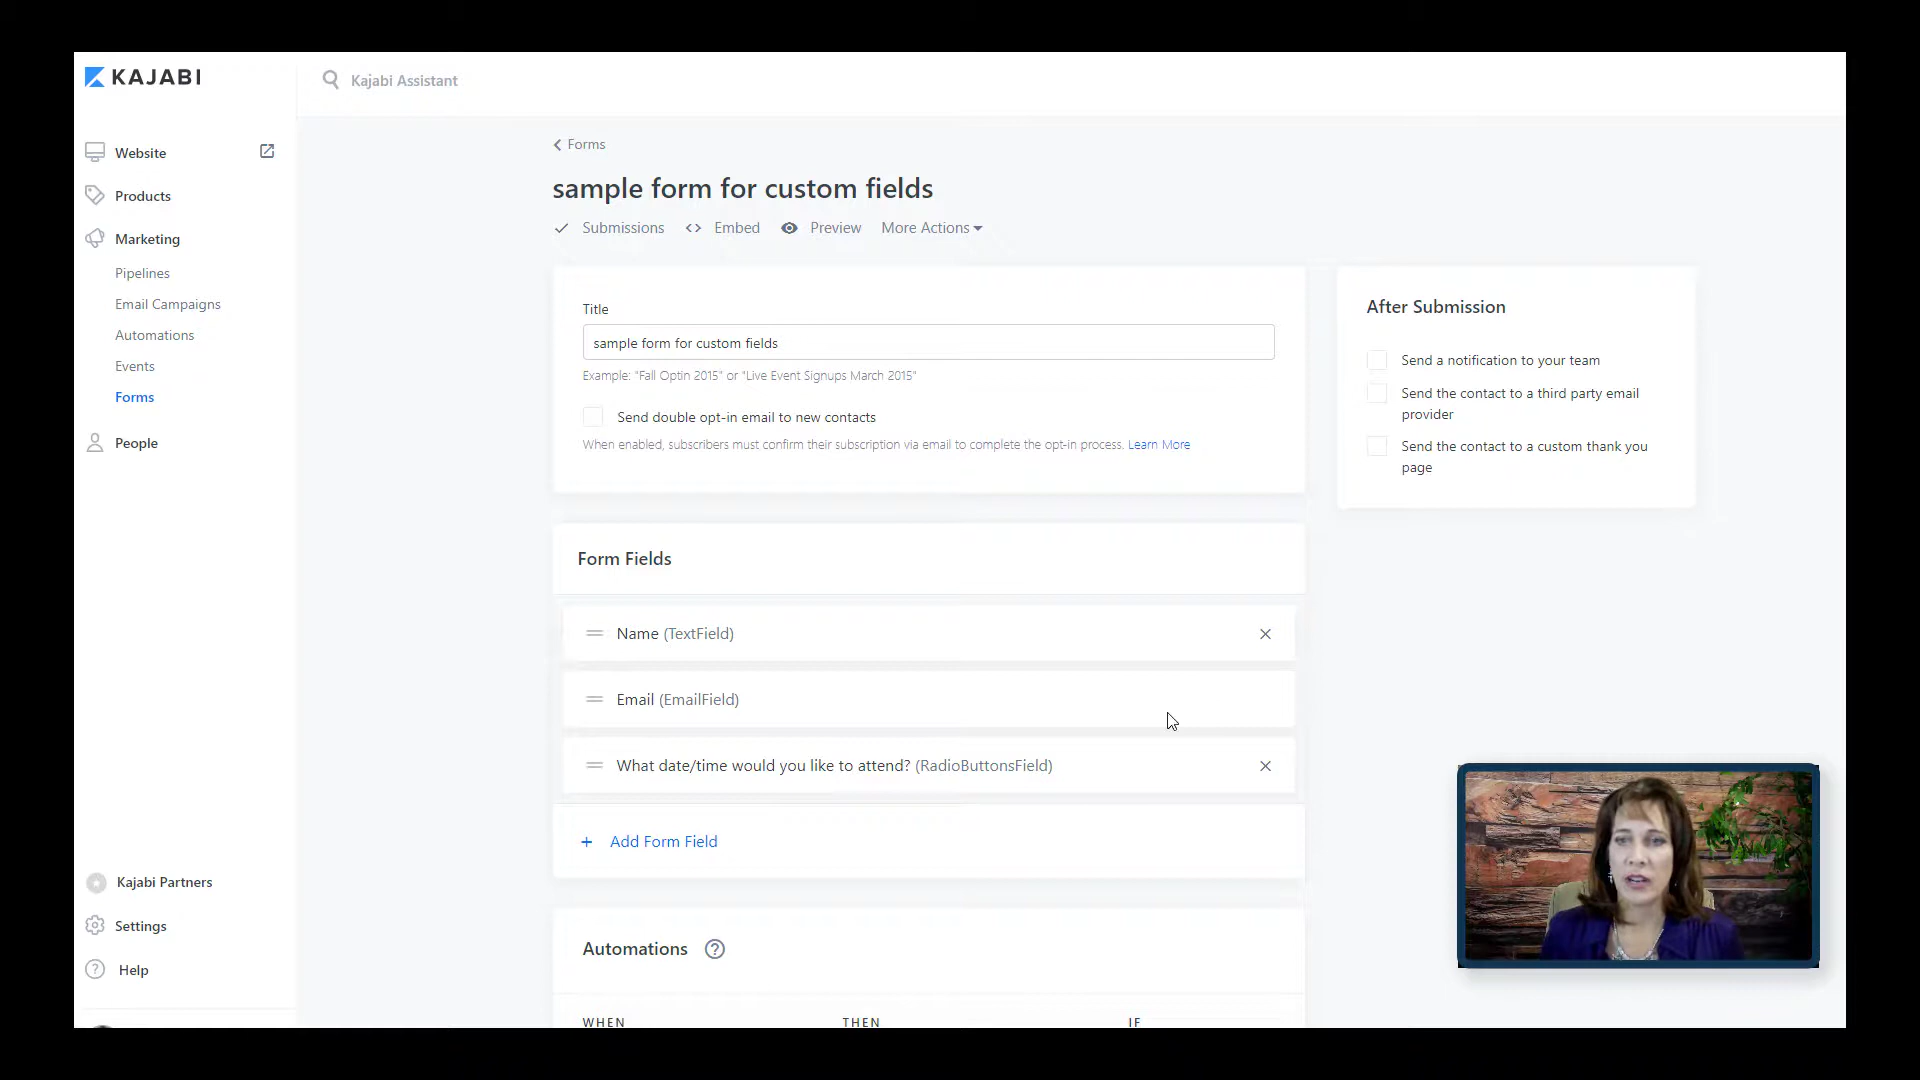 KAJABI
Kajabi Assistant
Website
Products
Marketing
Pipelines
Email Campaigns
Automations
Events
Forms
People
Kajabi Partners
Settings
Help
Forms
sample form for custom fields
Submissions
Embed
Preview
More Actions
Title
sample form for custom fields
Example: "Fall Optin 2015" or "Live Event Signups March 2015"
Send double opt-in email to new contacts
When enabled, subscribers must confirm their subscription via email to complete the opt-in process. Learn More
After Submission
Send a notification to your team
Send the contact to a third party email
provider
Send the contact to a custom thank you
page
Form Fields
Name (TextField)
Email (EmailField)
What date/time would you like to attend? (RadioButtonsField)
+ Add Form Field
Automations ?
WHEN THEN IF